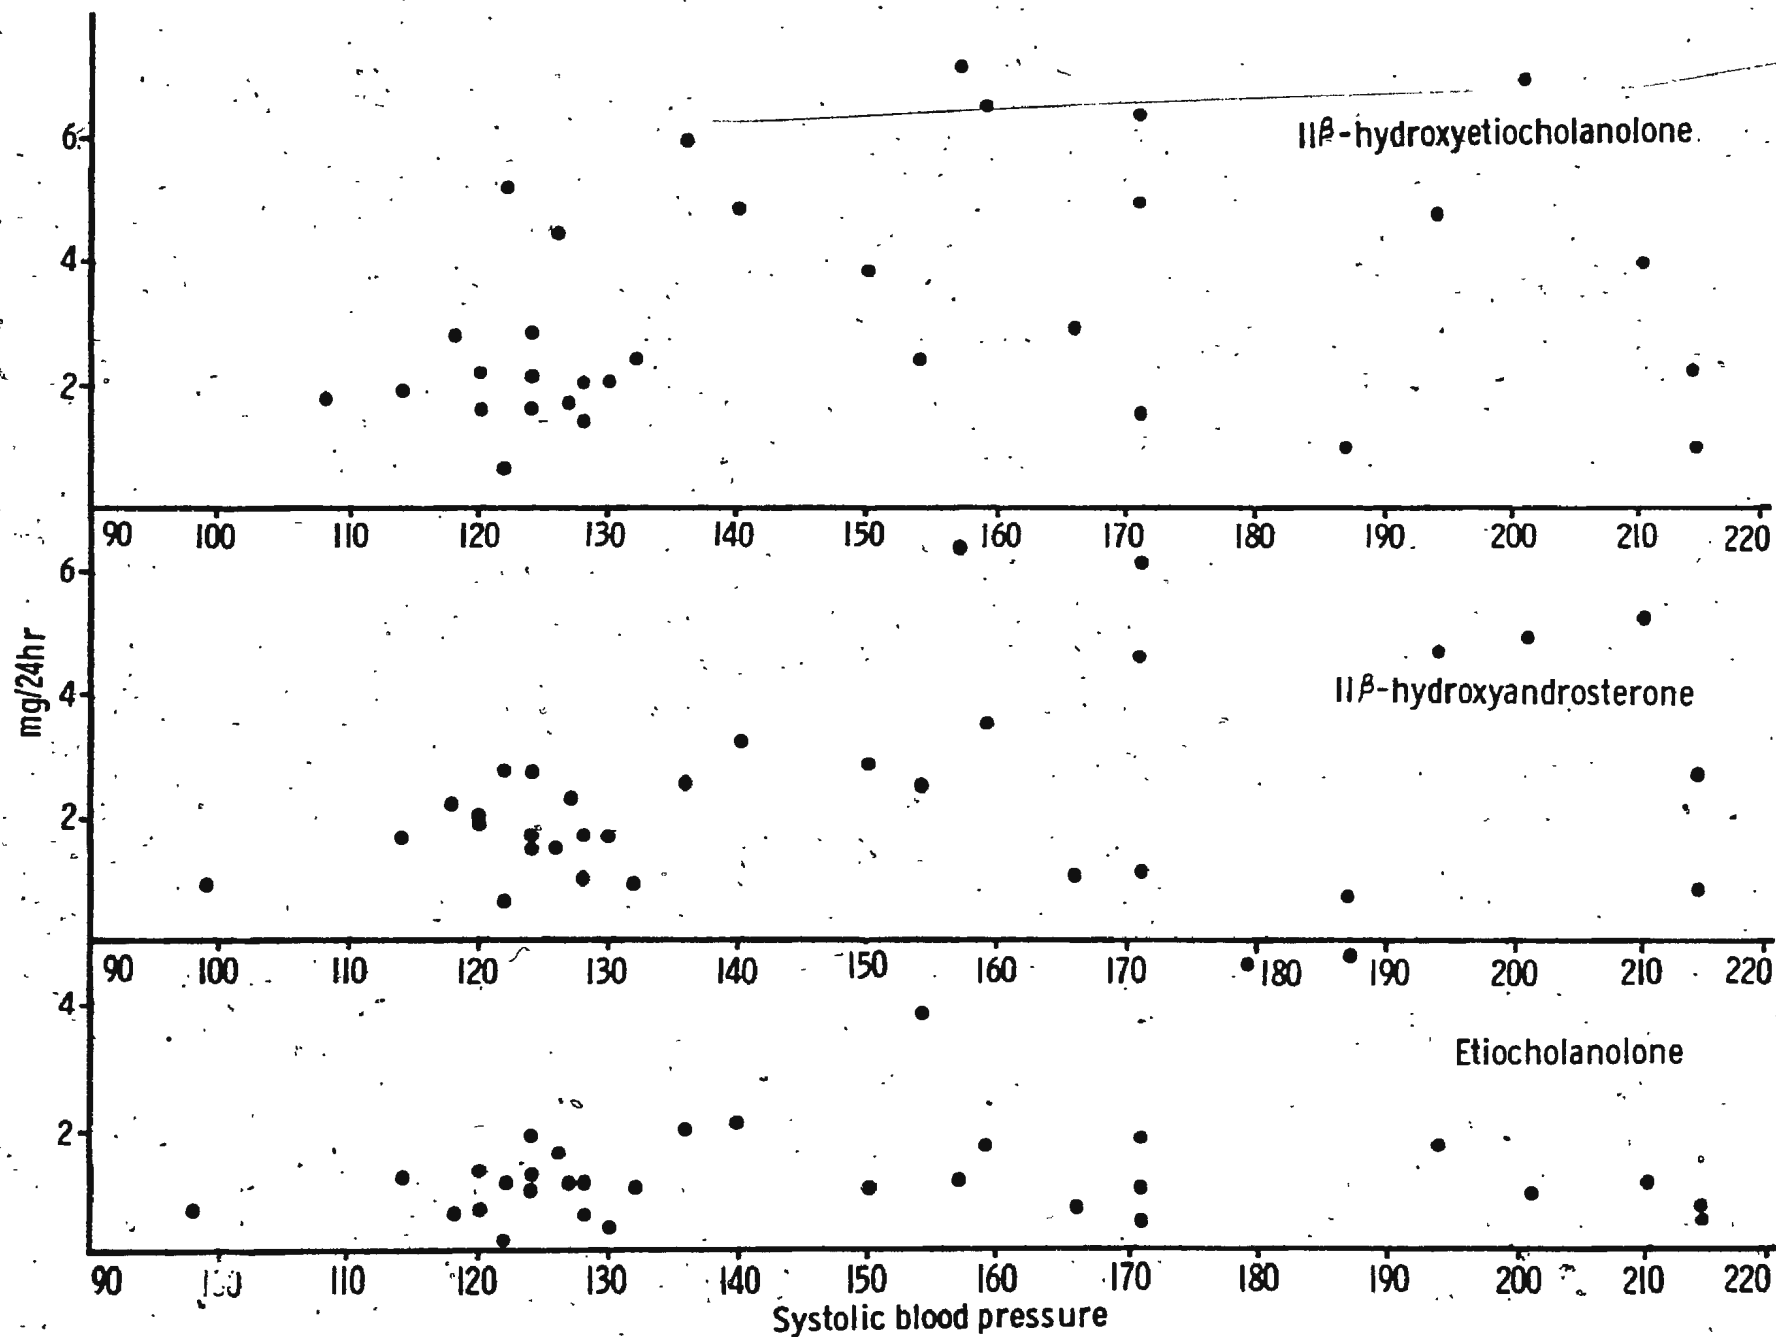 6
11β-hydroxyetiocholanolone
4
2
90 100 110 120 130 140 150 160 170 180 190 200 210 220
6
mg/24hr
4
11β-hydroxyandrosterone
2
90 100 110 120 130 140 150 160 170 180 190 200 210 220
4
Etiocholanolone
2
90 100 110 120 130 140 150 160 170 180 190 200 210 220
Systolic blood pressure